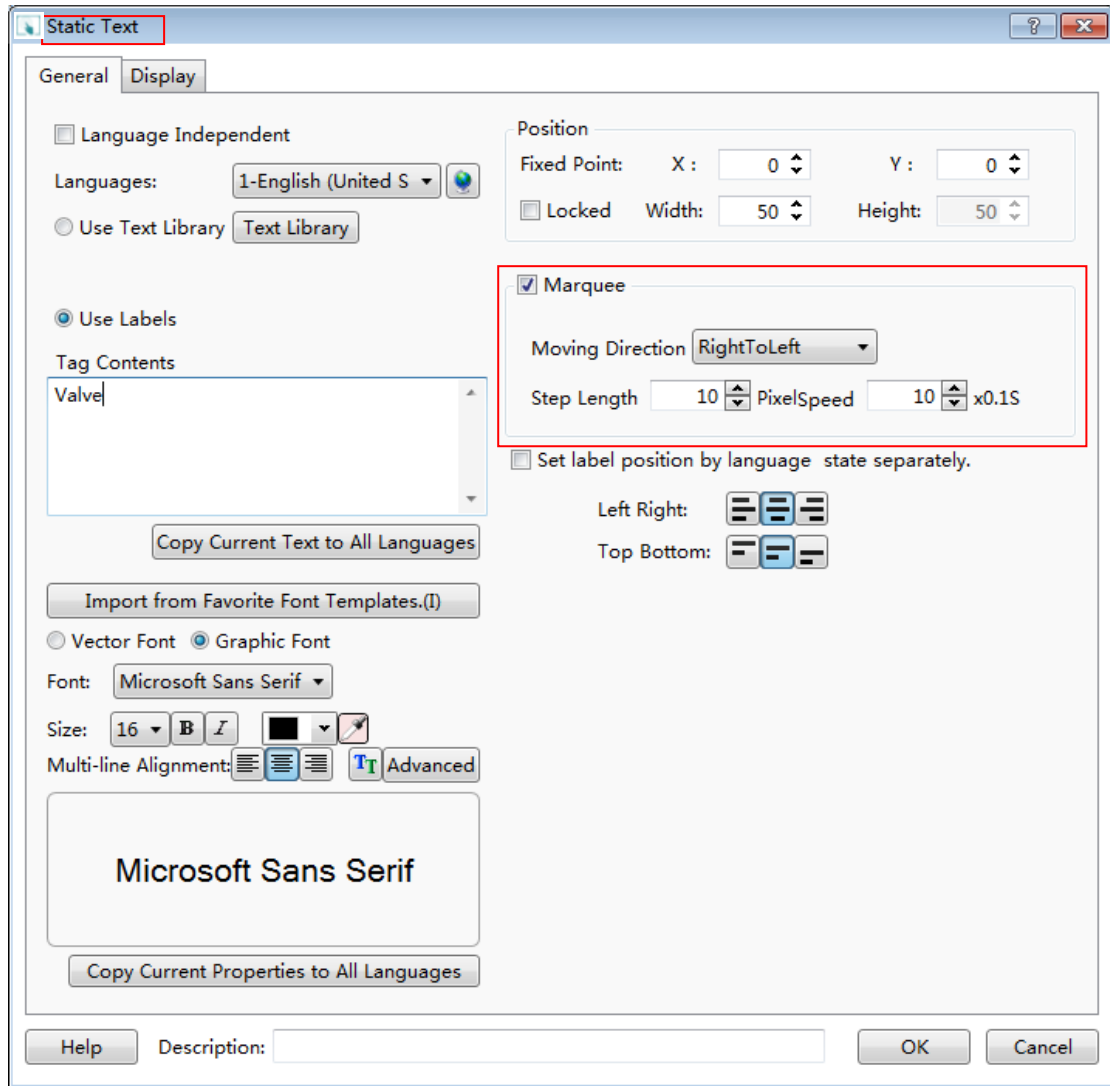 Static Text
General Display
Language Independent
Languages: 1-English (United S
Use Text Library Text Library
Use Labels
Tag Contents
Valve
Copy Current Text to All Languages
Import from Favorite Font Templates.(I)
Vector Font Graphic Font
Font: Microsoft Sans Serif
Size: 16 B I
Multi-line Alignment: TT Advanced
Microsoft Sans Serif
Copy Current Properties to All Languages
Position
Fixed Point: X : 0 Y : 0
Locked Width: 50 Height: 50
Marquee
Moving Direction RightToLeft
Step Length 10 PixelSpeed 10 x0.1S
Set label position by language state separately.
Left Right:
Top Bottom:
Help Description: OK Cancel